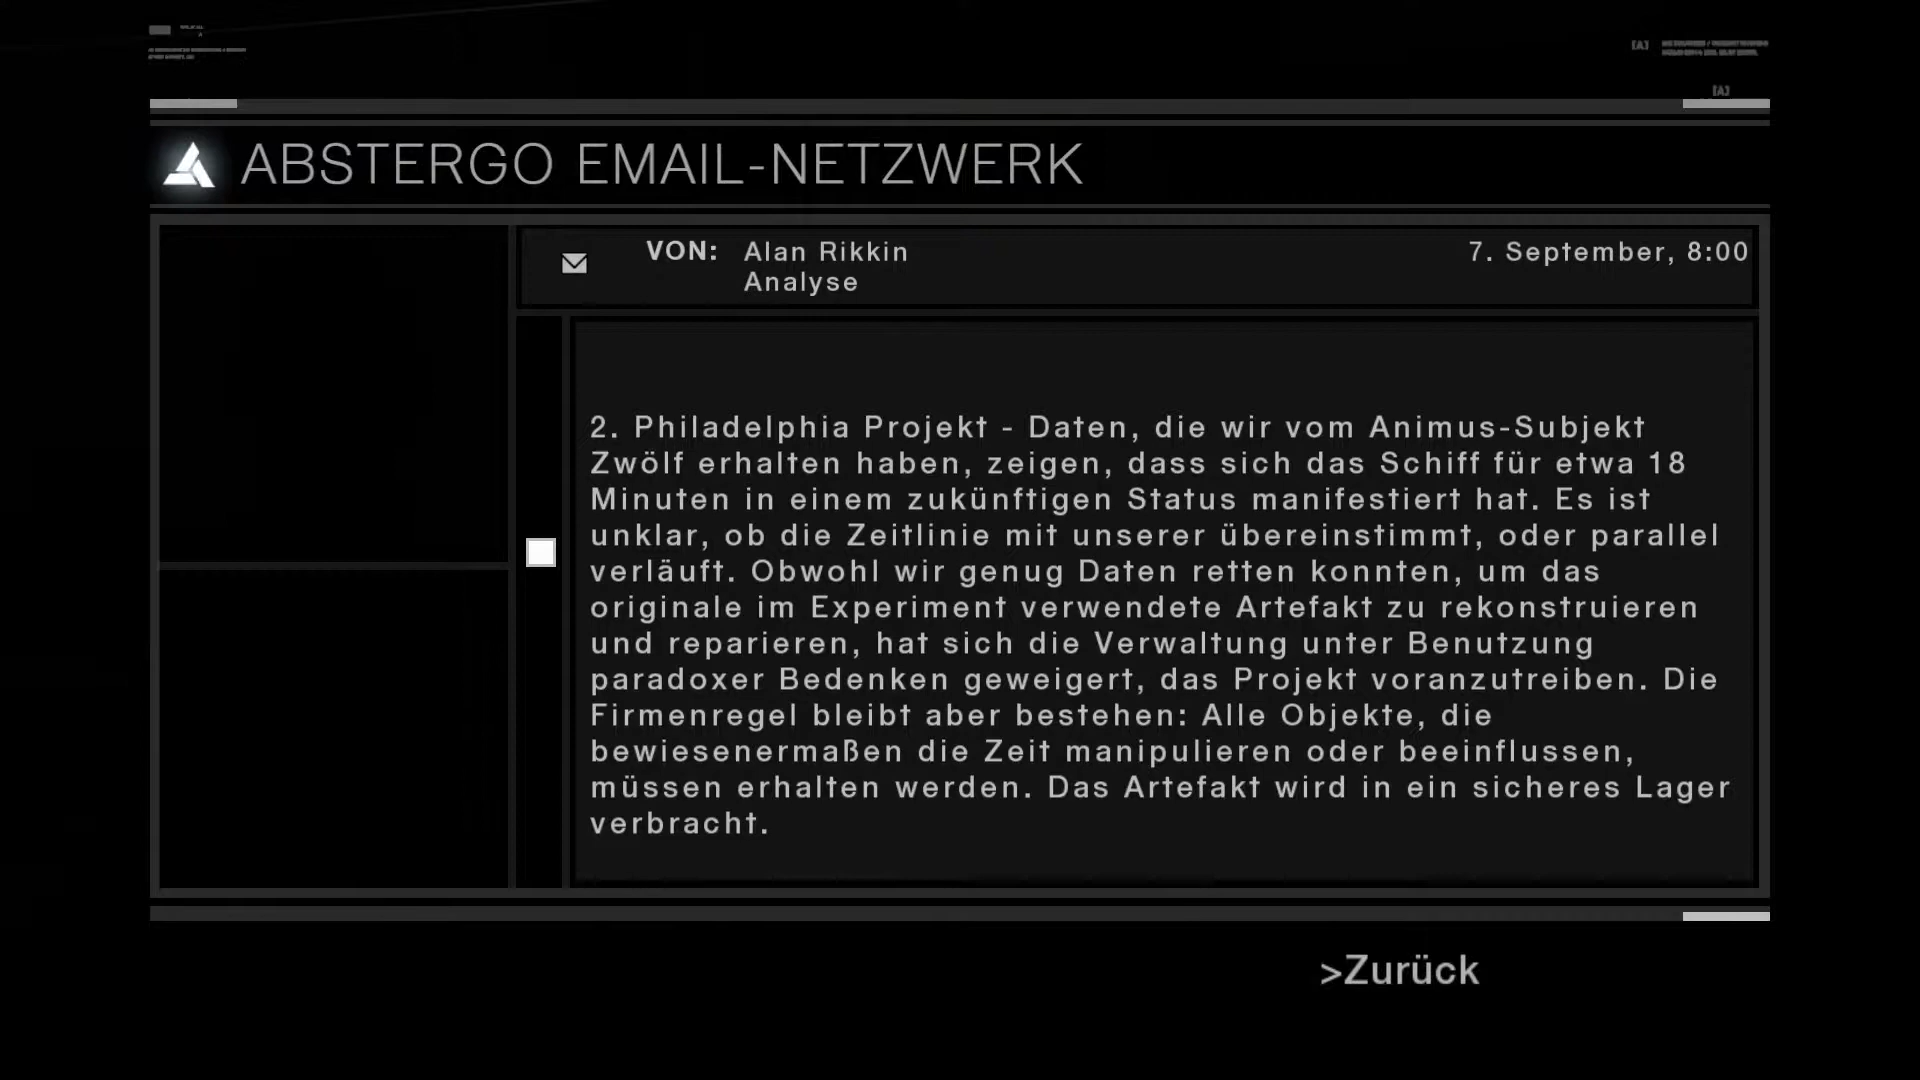 [A]
[A]
ABSTERGO EMAIL-NETZWERK
VON: Alan Rikkin 7. September, 8:00
Analyse
2. Philadelphia Projekt - Daten, die wir vom Animus-Subjekt
Zwölf erhalten haben, zeigen, dass sich das Schiff für etwa 18
Minuten in einem zukünftigen Status manifestiert hat. Es ist
unklar, ob die Zeitlinie mit unserer übereinstimmt, oder parallel
verläuft. Obwohl wir genug Daten retten konnten, um das
originale im Experiment verwendete Artefakt zu rekonstruieren
und reparieren, hat sich die Verwaltung unter Benutzung
paradoxer Bedenken geweigert, das Projekt voranzutreiben. Die
Firmenregel bleibt aber bestehen: Alle Objekte, die
bewiesenermaßen die Zeit manipulieren oder beeinflussen,
müssen erhalten werden. Das Artefakt wird in ein sicheres Lager
verbracht.
>Zurück